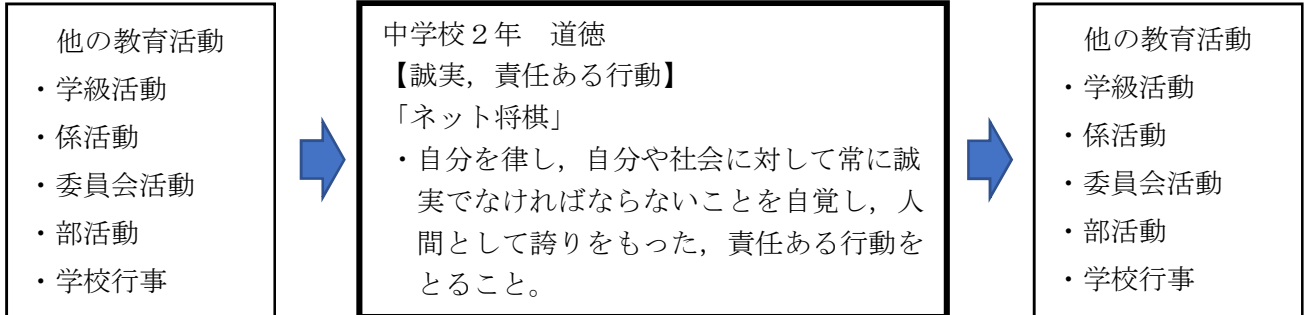 他の教育活動
・学級活動
・係活動
・委員会活動
・部活動
・学校行事
中学校２年　道徳
【誠実，責任ある行動】
「ネット将棋」
・自分を律し，自分や社会に対して常に誠
実でなければならないことを自覚し，人
間として誇りをもった，責任ある行動を
とること。
他の教育活動
・学級活動
・係活動
・委員会活動
・部活動
・学校行事